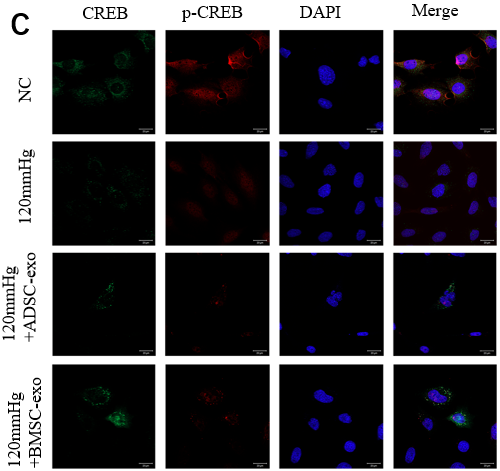 C
CREB p-CREB DAPI Merge
NC
120mmHg
120mmHg
+ADSC-exo
120mmHg
+BMSC-exo